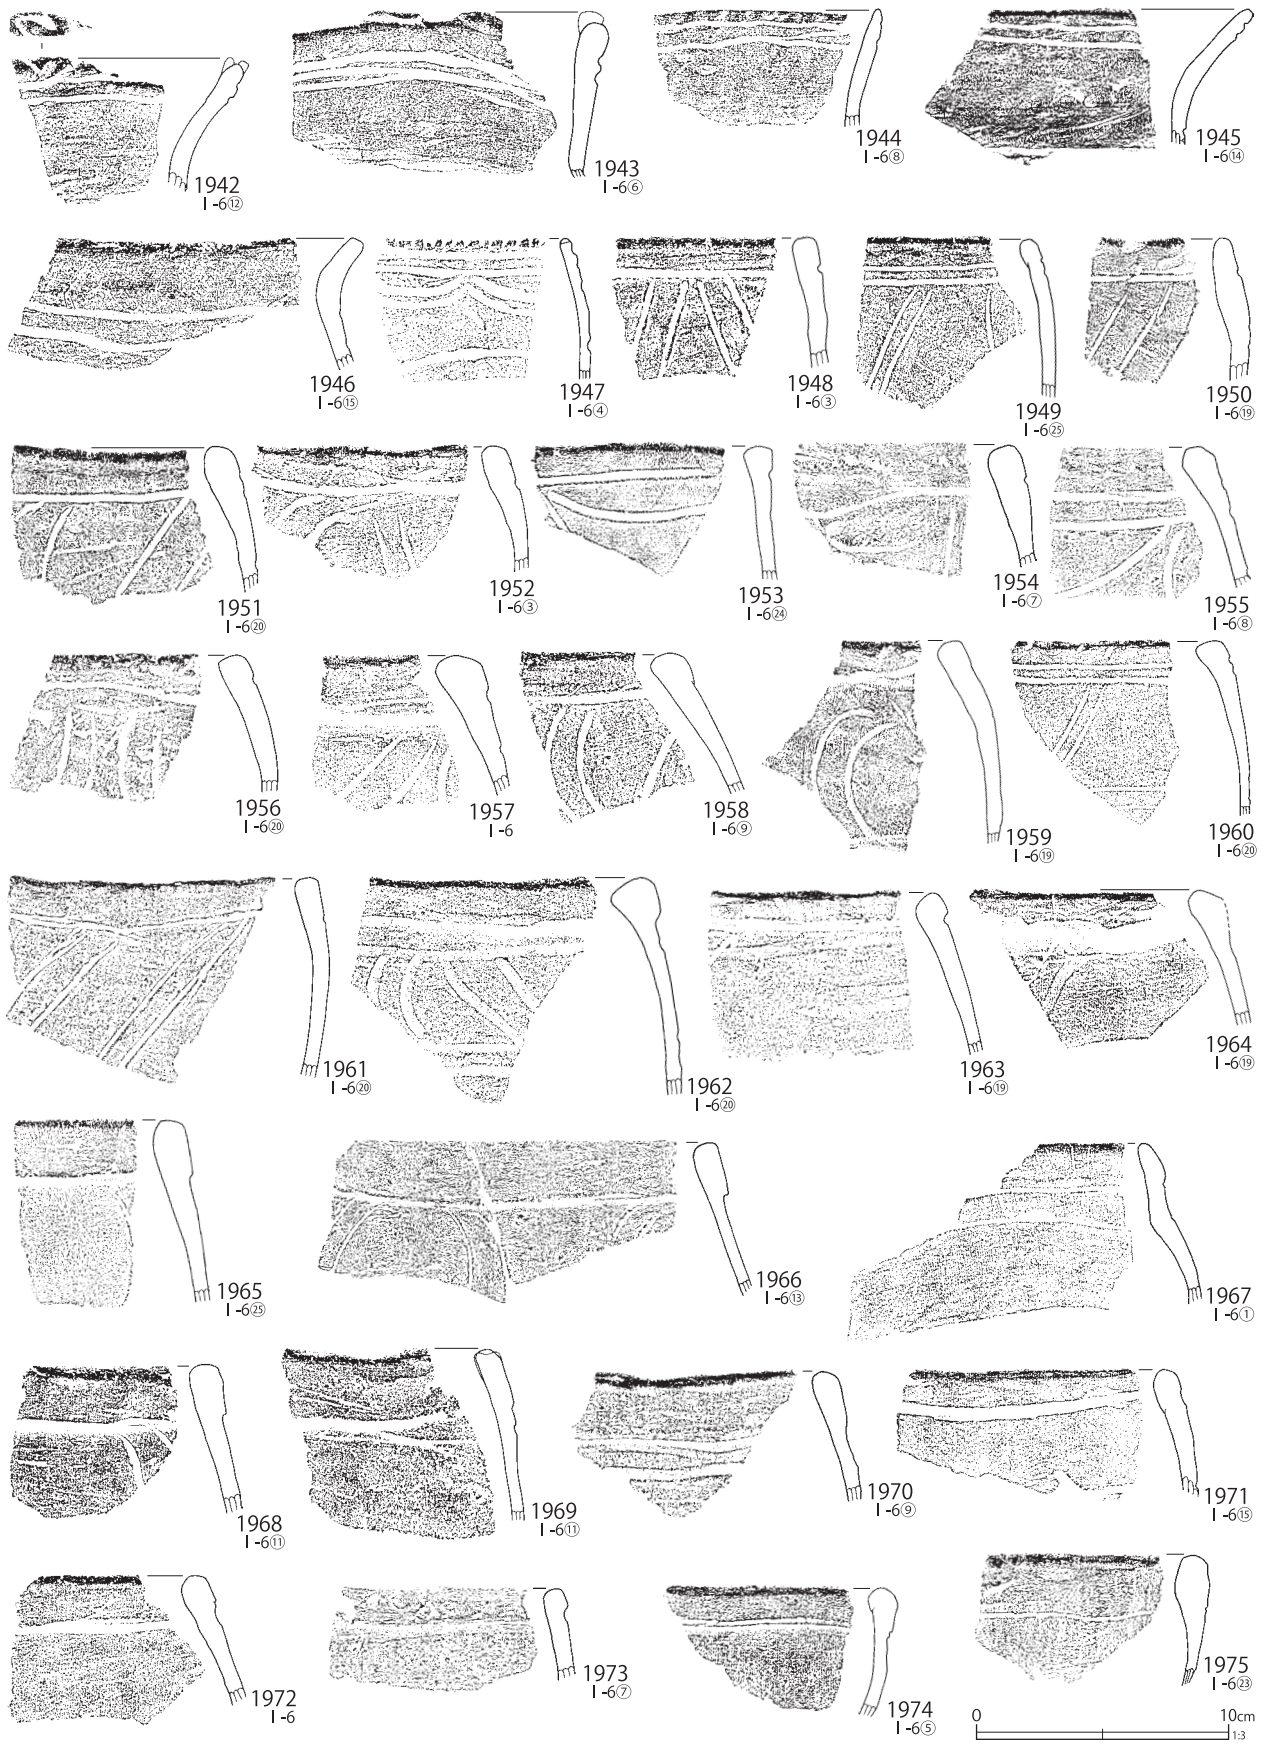 1942
I -6⑫
1943
I -6⑥
1944
I -6⑧
1945
I -6⑭
1946
I -6⑮
1947
I -6④
1948
I -6③
1949
I -6㉕
1950
I -6⑲
1951
I -6⑳
1952
I -6③
1953
I -6㉔
1954
I -6⑦
1955
I -6⑧
1956
I -6⑳
1957
I -6
1958
I -6⑨
1959
I -6⑲
1960
I -6⑳
1961
I -6⑳
1962
I -6⑳
1963
I -6⑲
1964
I -6⑲
1965
I -6㉕
1966
I -6⑬
1967
I -6①
1968
I -6⑪
1969
I -6⑪
1970
I -6⑨
1971
I -6⑮
1972
I -6
1973
I -6⑦
1974
I -6⑤
1975
I -6㉓
0 10cm
1:3